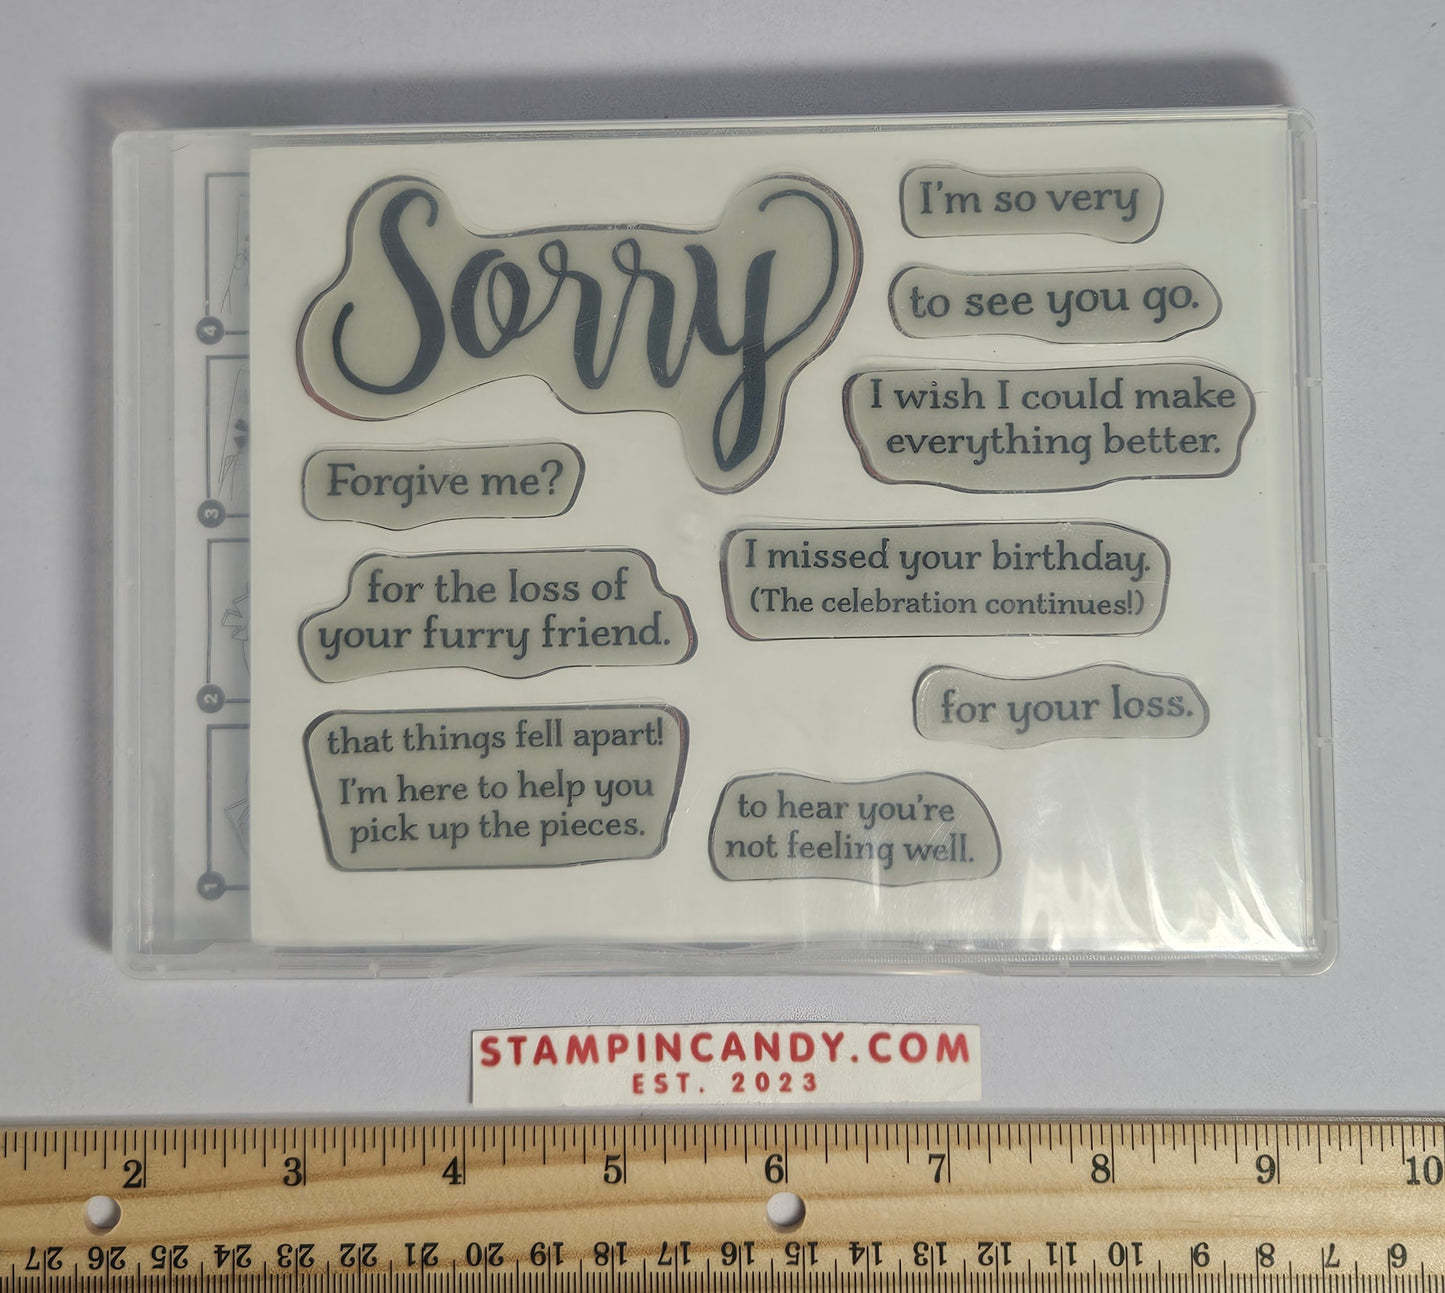 Sorry
I'm so very
to see you go.
I wish I could make
everything better.
Forgive me?
I missed your birthday.
(The celebration continues!)
for the loss of
your furry friend.
for your loss.
that things fell apart!
I'm here to help you
pick up the pieces.
to hear you're
not feeling well.
4
3
2
1
STAMPINCANDY.COM
EST. 2023
2 3 4 5 6 7 8 9 10
27 26 25 24 23 22 21 20 19 18 17 16 15 14 13 12 11 10 9 8 7 6